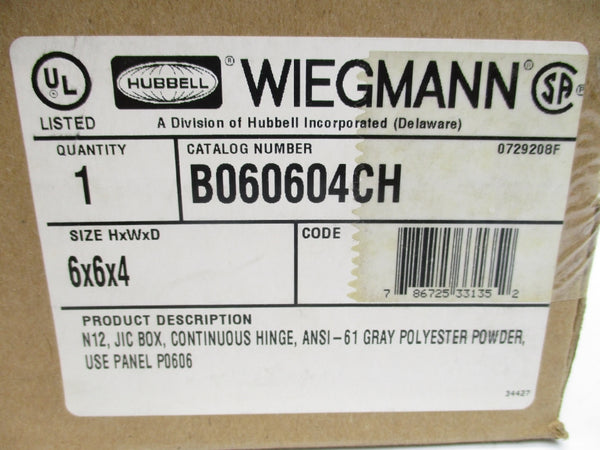 UL HUBBELL ® WIEGMANN ® SA ®
LISTED A Division of Hubbell Incorporated (Delaware)
QUANTITY CATALOG NUMBER 0729208F
1 B060604CH
SIZE HxWxD CODE
6x6x4
7 86725 33135 2
PRODUCT DESCRIPTION
N12, JIC BOX, CONTINUOUS HINGE, ANSI-61 GRAY POLYESTER POWDER,
USE PANEL P0606
34427